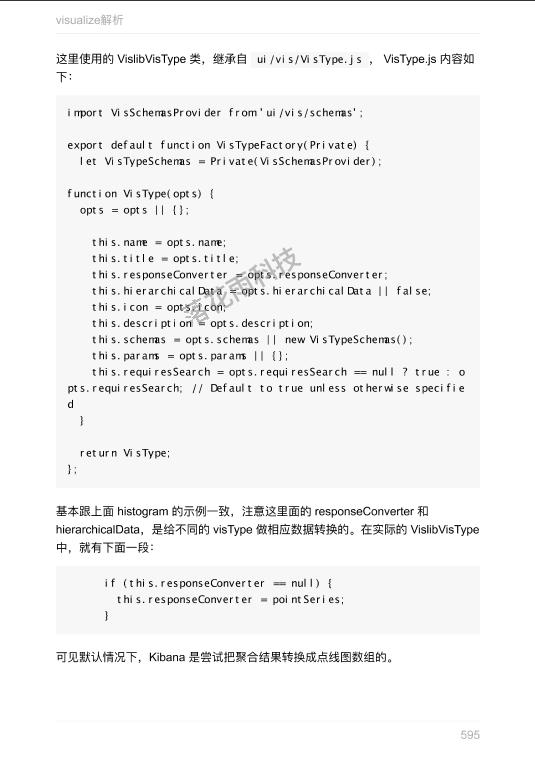 visualize解析
这里使用的 VislibVisType 类，继承自 ui/vis/VisType.js ， VisType.js 内容如
下：
import VisSchemasProvider from 'ui/vis/schemas';
export default function VisTypeFactory(Private) {
let VisTypeSchemas = Private(VisSchemasProvider);
function VisType(opts) {
opts = opts || {};
this.name = opts.name;
this.title = opts.title;
this.responseConverter = opts.responseConverter;
this.hierarchicalData = opts.hierarchicalData || false;
this.icon = opts.icon;
this.description = opts.description;
this.schemas = opts.schemas || new VisTypeSchemas();
this.params = opts.params || {};
this.requiresSearch = opts.requiresSearch == null ? true : o
pts.requiresSearch; // Default to true unless otherwise specifie
d
}
return VisType;
};
落花雨科技
基本跟上面 histogram 的示例一致，注意这里面的 responseConverter 和
hierarchicalData，是给不同的 visType 做相应数据转换的。在实际的 VislibVisType
中，就有下面一段：
if (this.responseConverter == null) {
this.responseConverter = pointSeries;
}
可见默认情况下，Kibana 是尝试把聚合结果转换成点线图数组的。
595